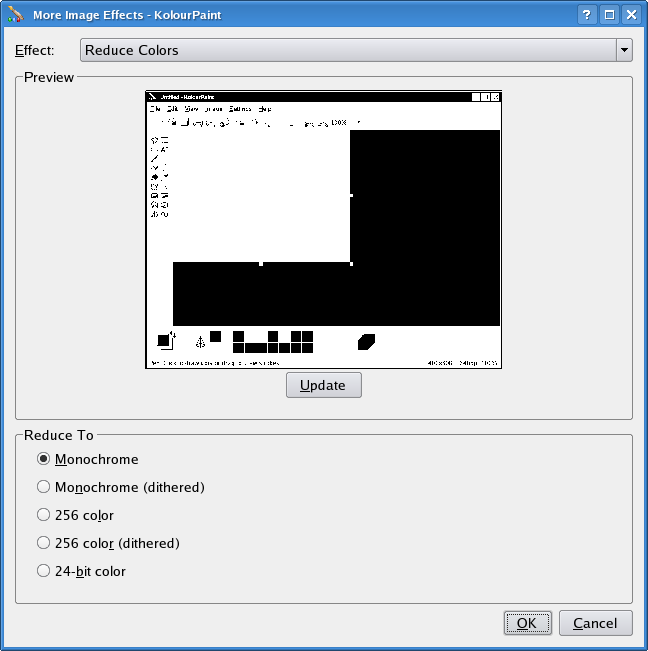 More Image Effects - KolourPaint
Effect: Reduce Colors
Preview
Untitled - KolourPaint
File Edit View Image Settings Help
100%
Update
Reduce To
Monochrome
Monochrome (dithered)
256 color
256 color (dithered)
24-bit color
OK Cancel